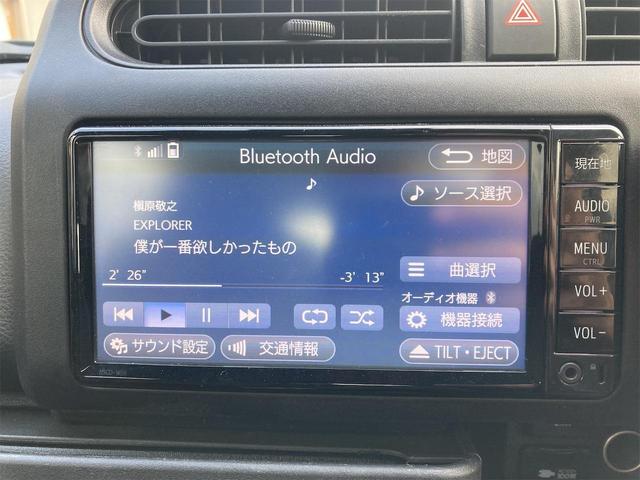 Bluetooth Audio
地図
現在地
ソース選択
槇原敬之
EXPLORER
僕が一番欲しかったもの
AUDIO
PWR
MENU
CTRL
2' 26"
-3' 13"
曲選択
オーディオ機器
機器接続
VOL+
VOL-
サウンド設定
交通情報
TILT・EJECT